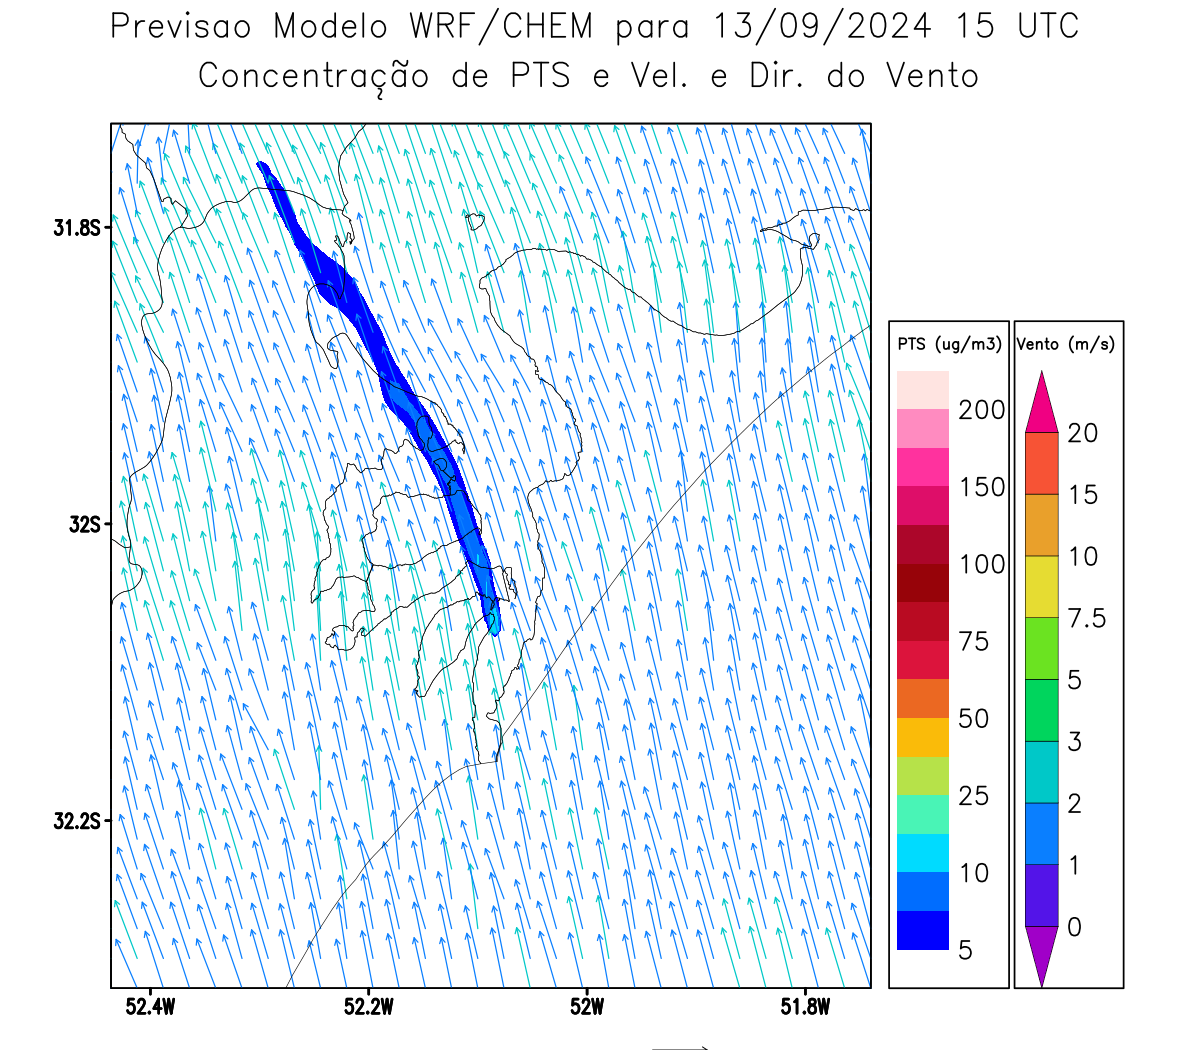 Previsao Modelo WRF/CHEM para 13/09/2024 15 UTC
Concentração de PTS e Vel. e Dir. do Vento
31.8S
32S
32.2S
52.4W
52.2W
52W
51.8W
PTS (ug/m3)
200
150
100
75
50
25
10
5
Vento (m/s)
20
15
10
7.5
5
3
2
1
0